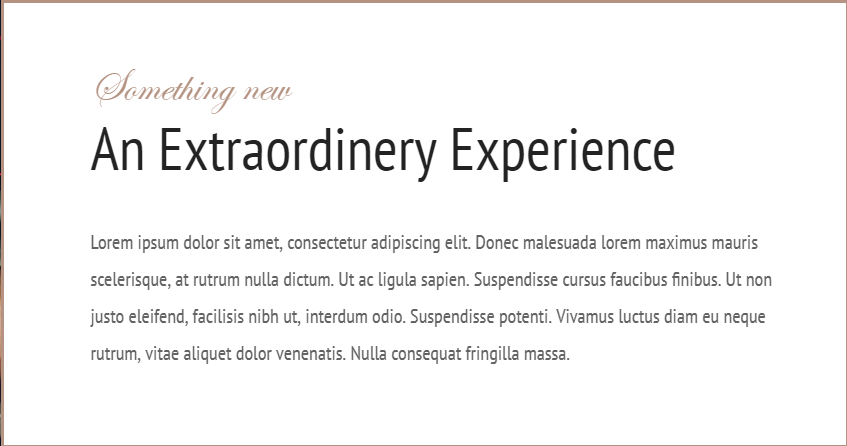 Something new
An Extraordinery Experience
Lorem ipsum dolor sit amet, consectetur adipiscing elit. Donec malesuada lorem maximus mauris
scelerisque, at rutrum nulla dictum. Ut ac ligula sapien. Suspendisse cursus faucibus finibus. Ut non
justo eleifend, facilisis nibh ut, interdum odio. Suspendisse potenti. Vivamus luctus diam eu neque
rutrum, vitae aliquet dolor venenatis. Nulla consequat fringilla massa.